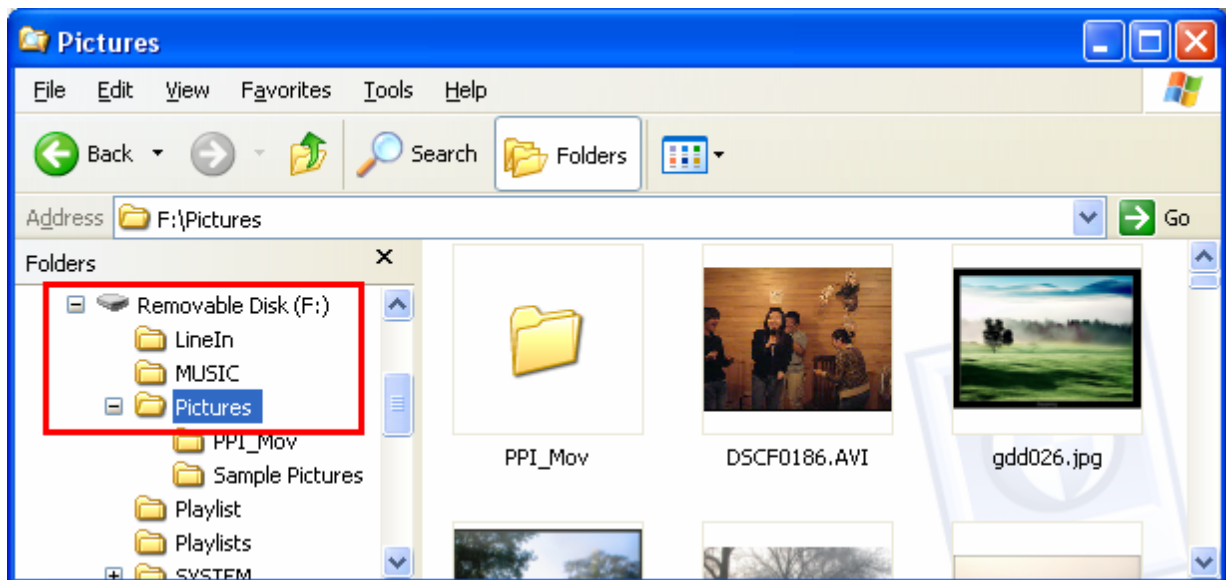 Pictures
File Edit View Favorites Tools Help
Back Search Folders
Address F:\Pictures Go
Folders
Removable Disk (F:)
LineIn
MUSIC
Pictures
PPI_Mov
Sample Pictures
Playlist
Playlists
SYSTEM
PPI_Mov DSCF0186.AVI gdd026.jpg